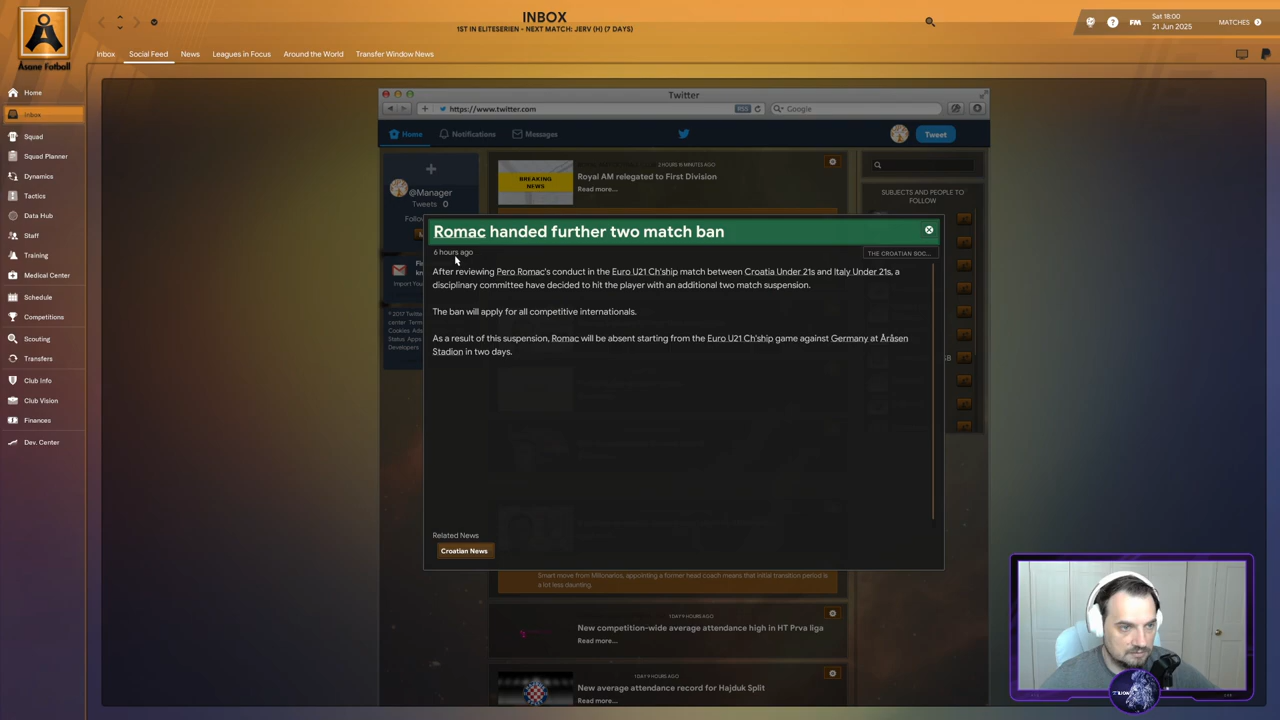 INBOX
1ST IN ELITESERIEN - NEXT MATCH: JERV (H) (7 DAYS)
FM
Sat 18:00
21 Jun 2025
MATCHES
Åsane Fotball
Inbox
Social Feed
News
Leagues in Focus
Around the World
Transfer Window News
Home
Inbox
Squad
Squad Planner
Dynamics
Tactics
Data Hub
Staff
Training
Medical Center
Schedule
Competitions
Scouting
Transfers
Club Info
Club Vision
Finances
Dev. Center
Twitter
https://www.twitter.com
RSS
Google
Home
Notifications
Messages
Tweet
@Manager
Tweets 0
2 HOURS 16 MINUTES AGO
BREAKING
NEWS
Royal AM relegated to First Division
Read more...
SUBJECTS AND PEOPLE TO
FOLLOW
Romac handed further two match ban
6 hours ago
THE CROATIAN SOC...
After reviewing Pero Romac's conduct in the Euro U21 Ch'ship match between Croatia Under 21s and Italy Under 21s, a
disciplinary committee have decided to hit the player with an additional two match suspension.
The ban will apply for all competitive internationals.
As a result of this suspension, Romac will be absent starting from the Euro U21 Ch'ship game against Germany at Åråsen
Stadion in two days.
Related News
Croatian News
Smart move from Millonarios, appointing a former head coach means that initial transition period is
a lot less daunting.
1 DAY 9 HOURS AGO
New competition-wide average attendance high in HT Prva liga
Read more...
1 DAY 9 HOURS AGO
New average attendance record for Hajduk Split
Read more...